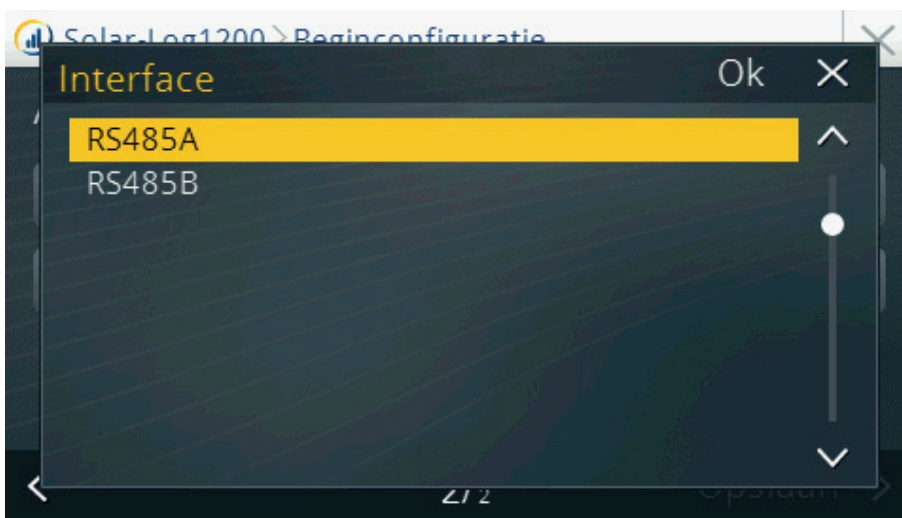 Solar-Log1200 > Beginconfiguratie
Interface Ok
RS485A
RS485B
2/2
Opslaan